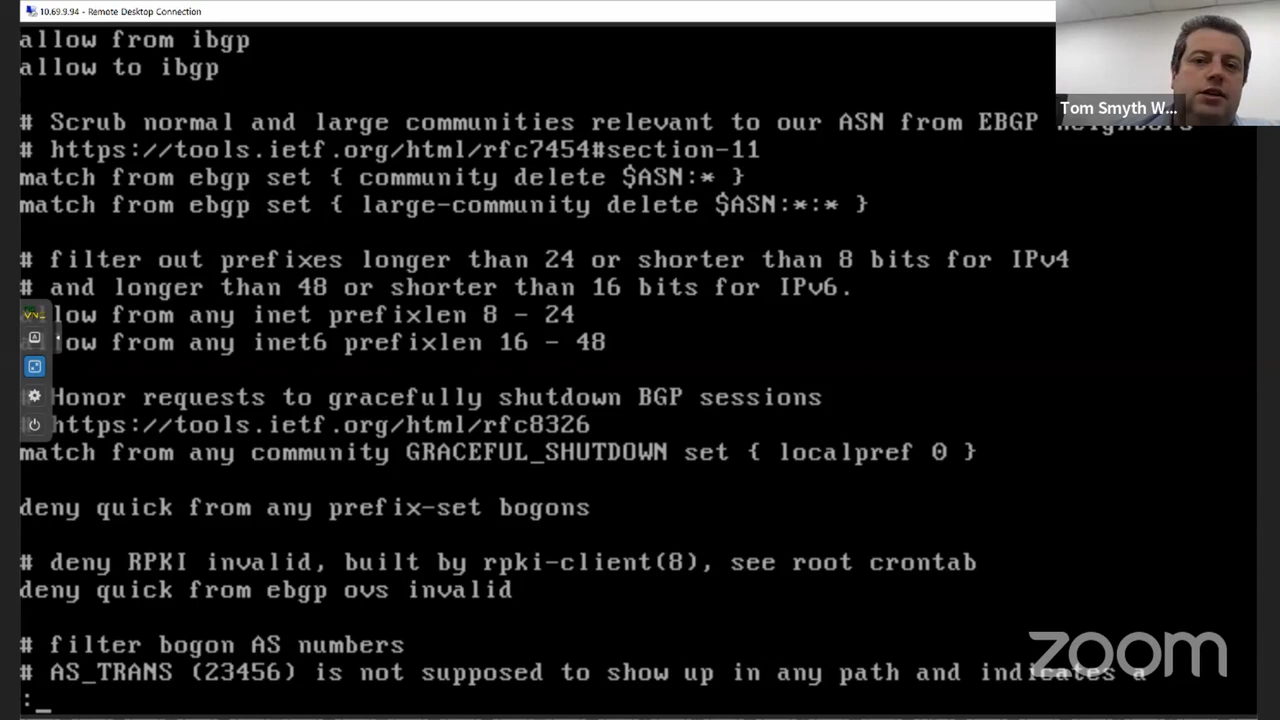 10.69.9.94 - Remote Desktop Connection
allow from ibgp
allow to ibgp
Tom Smyth W...
# Scrub normal and large communities relevant to our ASN from EBGP neighbors
# https://tools.ietf.org/html/rfc7454#section-11
match from ebgp set { community delete $ASN:* }
match from ebgp set { large-community delete $ASN:*:* }
# filter out prefixes longer than 24 or shorter than 8 bits for IPv4
# and longer than 48 or shorter than 16 bits for IPv6.
allow from any inet prefixlen 8 - 24
allow from any inet6 prefixlen 16 - 48
Honor requests to gracefully shutdown BGP sessions
https://tools.ietf.org/html/rfc8326
match from any community GRACEFUL_SHUTDOWN set { localpref 0 }
deny quick from any prefix-set bogons
# deny RPKI invalid, built by rpki-client(8), see root crontab
deny quick from ebgp ovs invalid
# filter bogon AS numbers
# AS_TRANS (23456) is not supposed to show up in any path and indicates a
:_
zoom